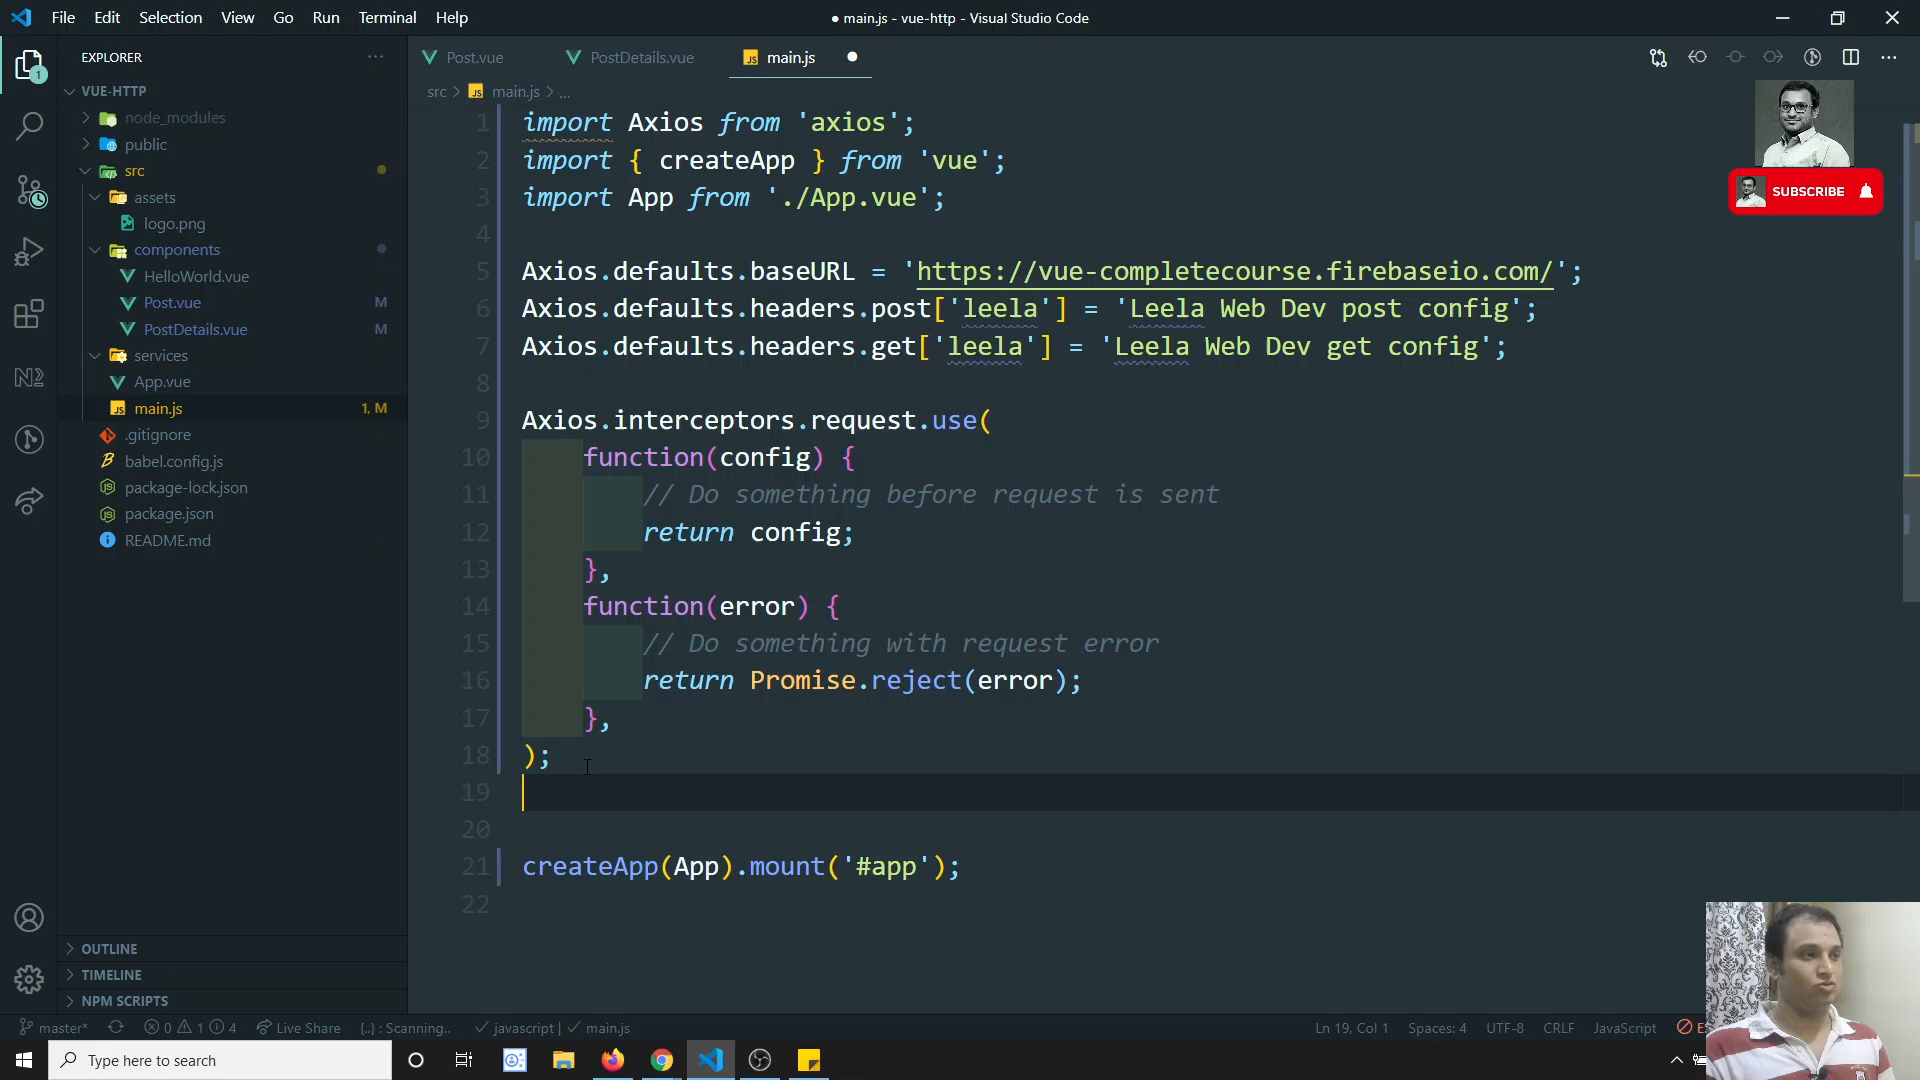 File Edit Selection View Go Run Terminal Help
● main.js - vue-http - Visual Studio Code
EXPLORER
Post.vue
PostDetails.vue
main.js
VUE-HTTP
src > main.js > ...
node_modules
public
src
assets
logo.png
components
HelloWorld.vue
Post.vue M
PostDetails.vue M
services
App.vue
main.js 1, M
.gitignore
babel.config.js
package-lock.json
package.json
README.md
SUBSCRIBE
1 import Axios from 'axios';
2 import { createApp } from 'vue';
3 import App from './App.vue';
4
5 Axios.defaults.baseURL = 'https://vue-completecourse.firebaseio.com/';
6 Axios.defaults.headers.post['leela'] = 'Leela Web Dev post config';
7 Axios.defaults.headers.get['leela'] = 'Leela Web Dev get config';
8
9 Axios.interceptors.request.use(
10 function(config) {
11 // Do something before request is sent
12 return config;
13 },
14 function(error) {
15 // Do something with request error
16 return Promise.reject(error);
17 },
18 );
19
20
21 createApp(App).mount('#app');
22
OUTLINE
TIMELINE
NPM SCRIPTS
master* 0 1 4 Live Share {..} : Scanning.. javascript | main.js
Ln 19, Col 1 Spaces: 4 UTF-8 CRLF JavaScript
Type here to search